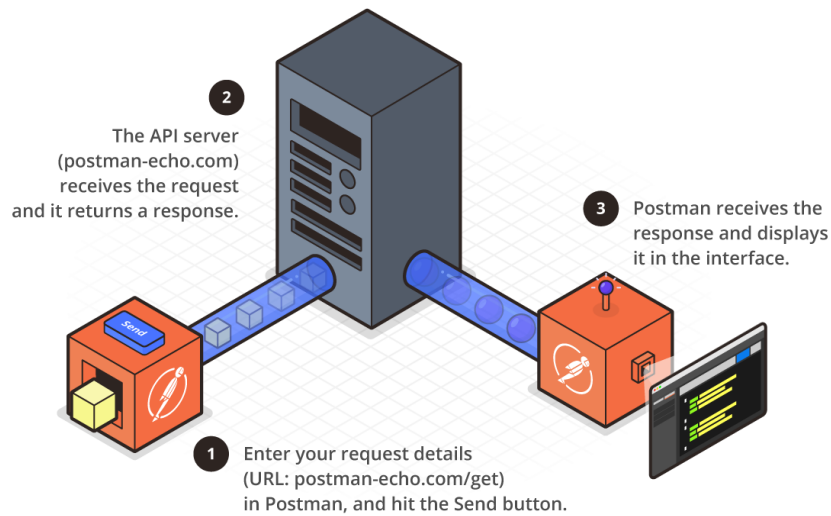 2
The API server
(postman-echo.com)
receives the request
and it returns a response.
3
Postman receives the
response and displays
it in the interface.
Send
1
Enter your request details
(URL: postman-echo.com/get)
in Postman, and hit the Send button.